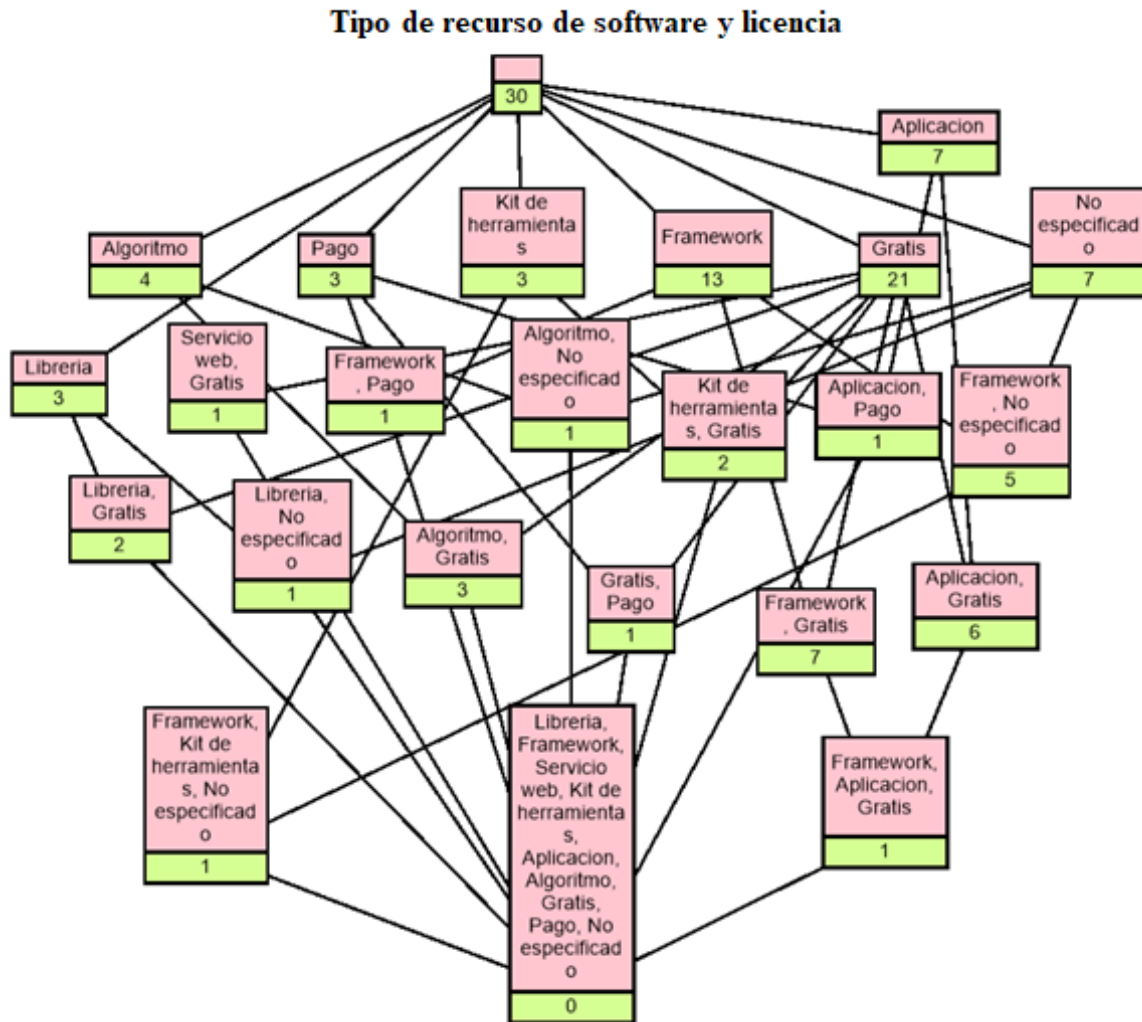 Tipo de recurso de software y licencia
30
Aplicacion
7
Kit de
herramienta
s
3
No
especificad
o
7
Algoritmo
4
Pago
3
Framework
13
Gratis
21
Libreria
3
Servicio
web,
Gratis
1
Framework
, Pago
1
Algoritmo,
No
especificad
o
1
Kit de
herramienta
s, Gratis
2
Aplicacion,
Pago
1
Framework
, No
especificad
o
5
Libreria,
Gratis
2
Libreria,
No
especificad
o
1
Algoritmo,
Gratis
3
Gratis,
Pago
1
Framework
, Gratis
7
Aplicacion,
Gratis
6
Framework,
Kit de
herramienta
s, No
especificad
o
1
Libreria,
Framework,
Servicio
web, Kit de
herramient
as,
Aplicacion,
Algoritmo,
Gratis,
Pago, No
especificad
o
0
Framework,
Aplicacion,
Gratis
1